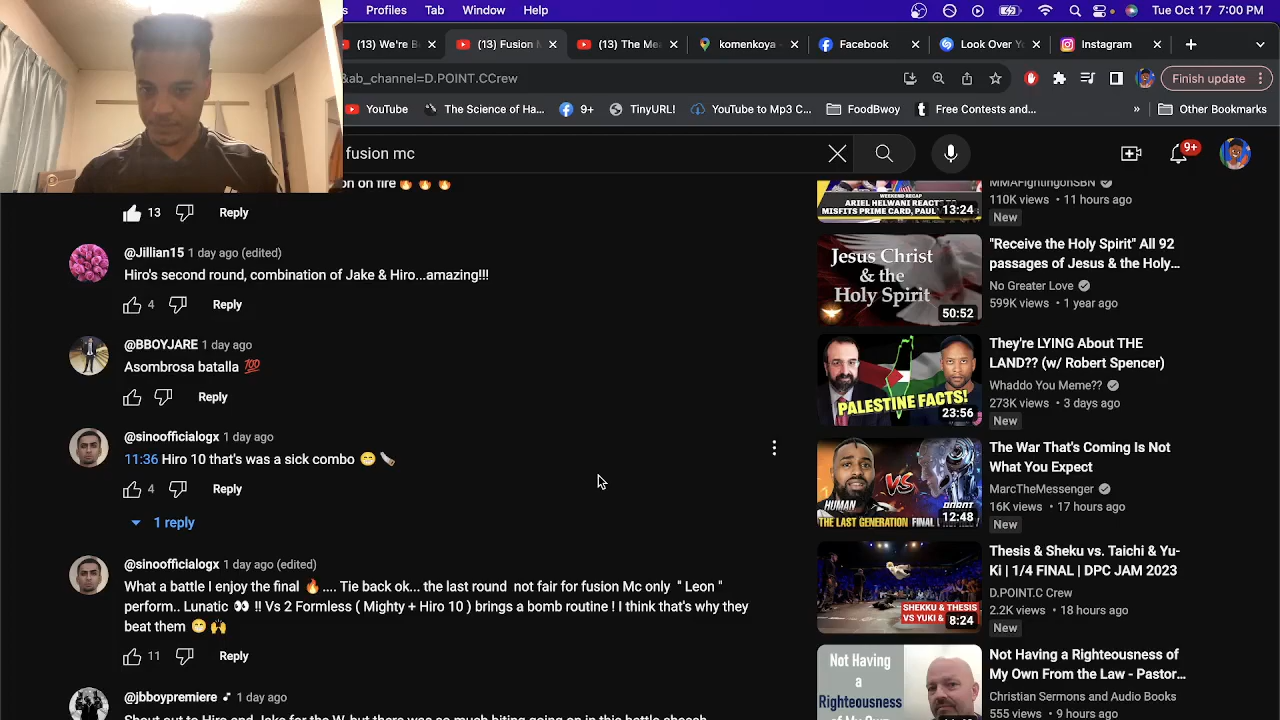 Profiles Tab Window Help Tue Oct 17 7:00 PM
(13) We're B (13) Fusion M (13) The Mea komenkoya - Facebook Look Over Y Instagram
&ab_channel=D.POINT.CCrew Finish update
YouTube The Science of Ha... 9+ TinyURL! YouTube to Mp3 C... FoodBwoy Free Contests and... » Other Bookmarks
fusion mc 9+
on on fire 🔥 🔥 🔥
13 Reply
@Jillian15 1 day ago (edited)
Hiro's second round, combination of Jake & Hiro...amazing!!!
4 Reply
@BBOYJARE 1 day ago
Asombrosa batalla 💯
Reply
@sinoofficialogx 1 day ago
11:36 Hiro 10 that's was a sick combo 😁
4 Reply
1 reply
@sinoofficialogx 1 day ago (edited)
What a battle I enjoy the final 🔥.... Tie back ok... the last round not fair for fusion Mc only " Leon "
perform.. Lunatic 👀 !! Vs 2 Formless ( Mighty + Hiro 10 ) brings a bomb routine ! I think that's why they
beat them 😁 🙌
11 Reply
@jbboypremiere 1 day ago
Shout out to Hiro and Jake for the W, but there was so much biting going on in this battle sheesh
MMAFightingonSBN
110K views • 11 hours ago
New
WEEKEND RECAP
ARIEL HELWANI REACTS
MISFITS PRIME CARD, PAUL
13:24
Jesus Christ
& the
Holy Spirit
50:52
"Receive the Holy Spirit" All 92
passages of Jesus & the Holy...
No Greater Love
599K views • 1 year ago
PALESTINE FACTS!
23:56
They're LYING About THE
LAND?? (w/ Robert Spencer)
Whaddo You Meme??
273K views • 3 days ago
New
HUMAN VS ROBOT
THE LAST GENERATION FINAL
12:48
The War That's Coming Is Not
What You Expect
MarcTheMessenger
16K views • 17 hours ago
New
SHEKKU & THESIS
VS YUKI &
8:24
Thesis & Sheku vs. Taichi & Yu-
Ki | 1/4 FINAL | DPC JAM 2023
D.POINT.C Crew
2.2K views • 18 hours ago
New
Not Having
a
Righteousness
of My Own
Not Having a Righteousness of
My Own From the Law - Pastor...
Christian Sermons and Audio Books
555 views • 9 hours ago